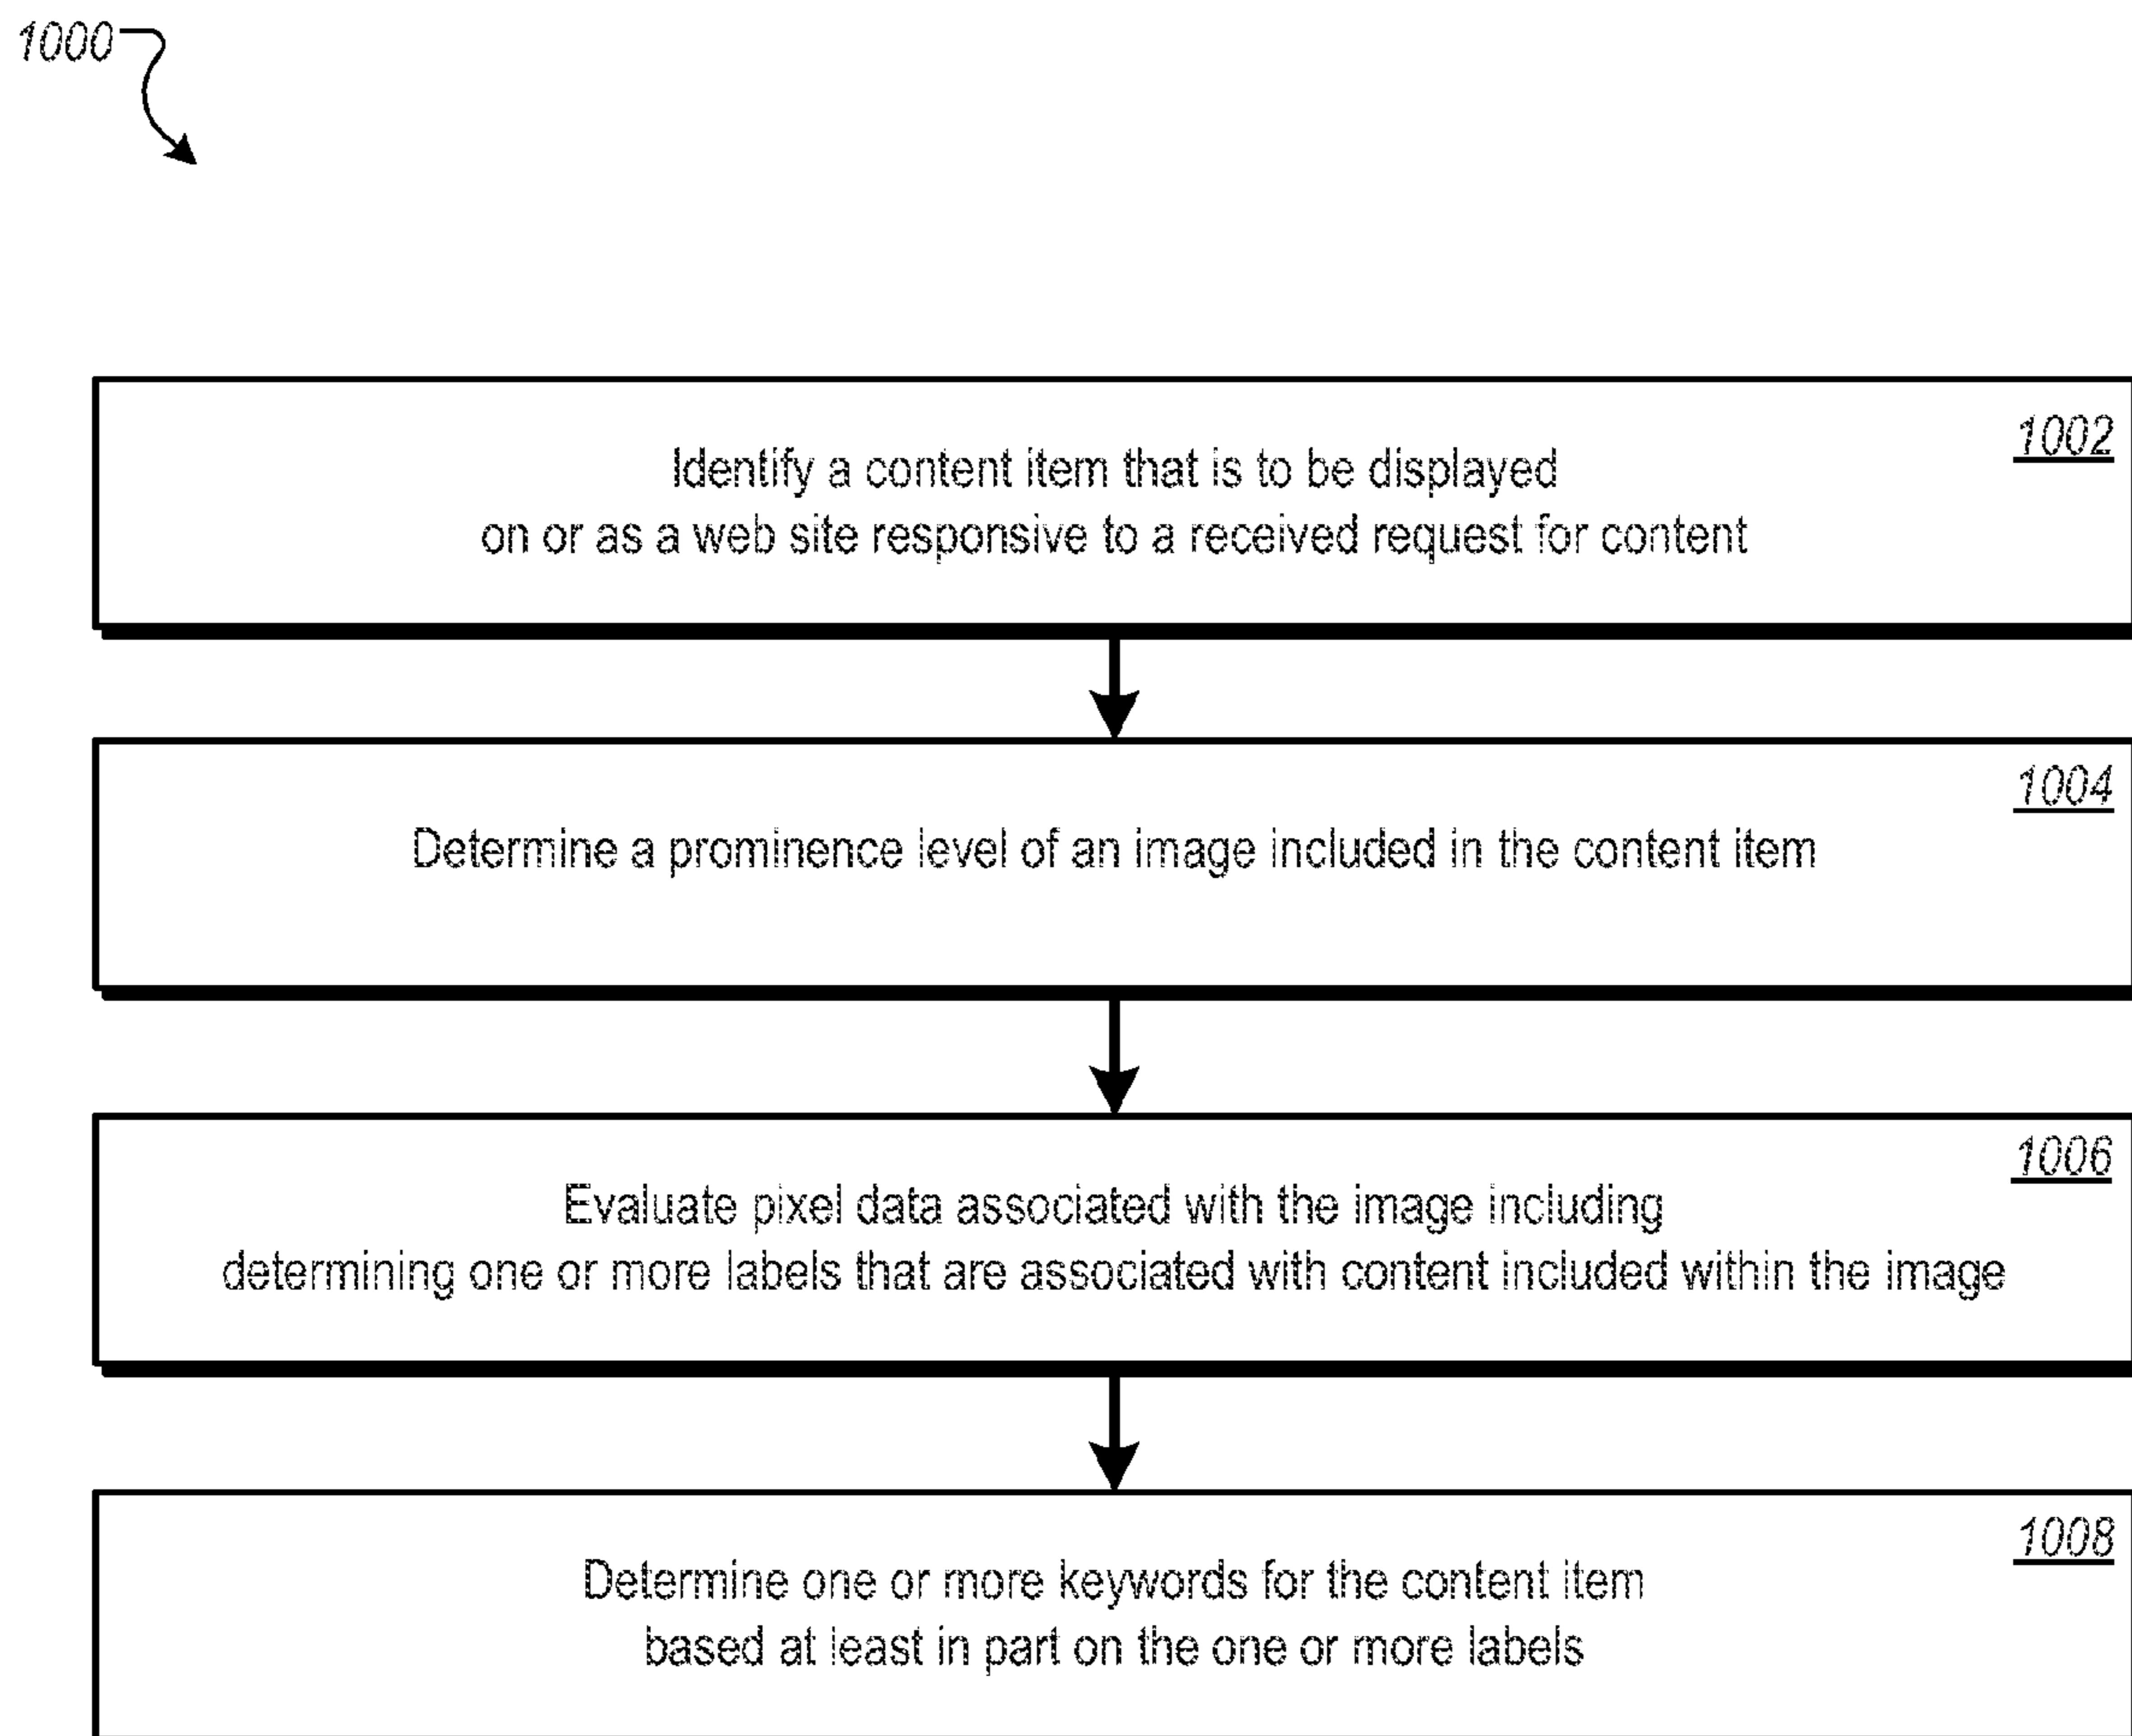 1000
1002
Identify a content item that is to be displayed
on or as a web site responsive to a received request for content
1004
Determine a prominence level of an image included in the content item
1006
Evaluate pixel data associated with the image including
determining one or more labels that are associated with content included within the image
1008
Determine one or more keywords for the content item
based at least in part on the one or more labels